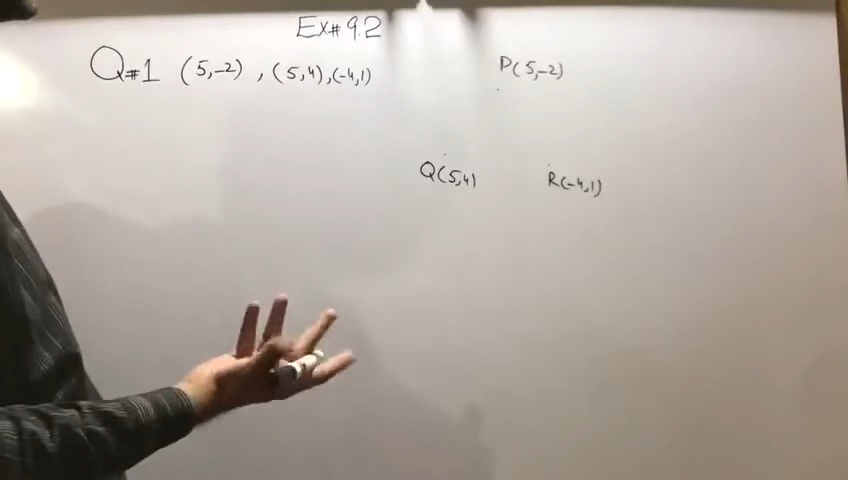 Ex# 9.2
Q#1 (5,-2) , (5,4),(-4,1)
P(5,-2)
Q(5,4)
R(-4,1)